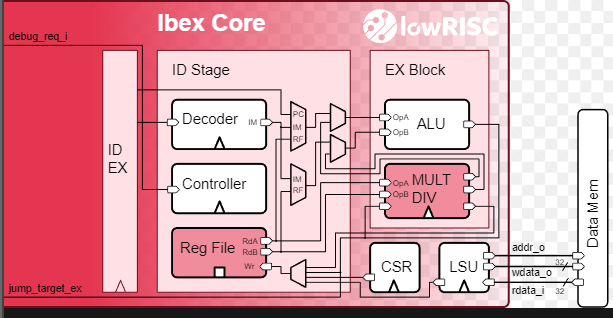 Ibex Core
lowRISC
debug_req_i
ID Stage
EX Block
ID
EX
Decoder
IM
PC
IM
RF
OpA
OpB
ALU
Controller
IM
RF
OpA
OpB
MULT
DIV
Reg File
RdA
RdB
Wr
CSR
LSU
addr_o
wdata_o
32
rdata_i
32
Data Mem
jump_target_ex